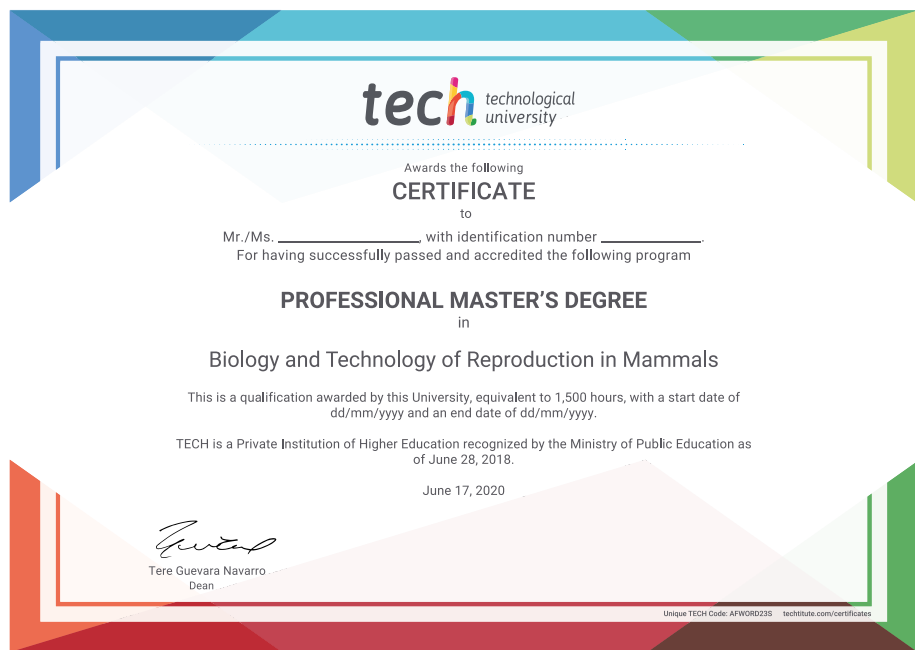 tech technological
university
Awards the following
CERTIFICATE
to
Mr./Ms. ____________, with identification number ____________.
For having successfully passed and accredited the following program
PROFESSIONAL MASTER'S DEGREE
in
Biology and Technology of Reproduction in Mammals
This is a qualification awarded by this University, equivalent to 1,500 hours, with a start date of
dd/mm/yyyy and an end date of dd/mm/yyyy.
TECH is a Private Institution of Higher Education recognized by the Ministry of Public Education as
of June 28, 2018.
June 17, 2020
Tere Guevara Navarro
Dean
Unique TECH Code: AFWORD23S techtitute.com/certificates